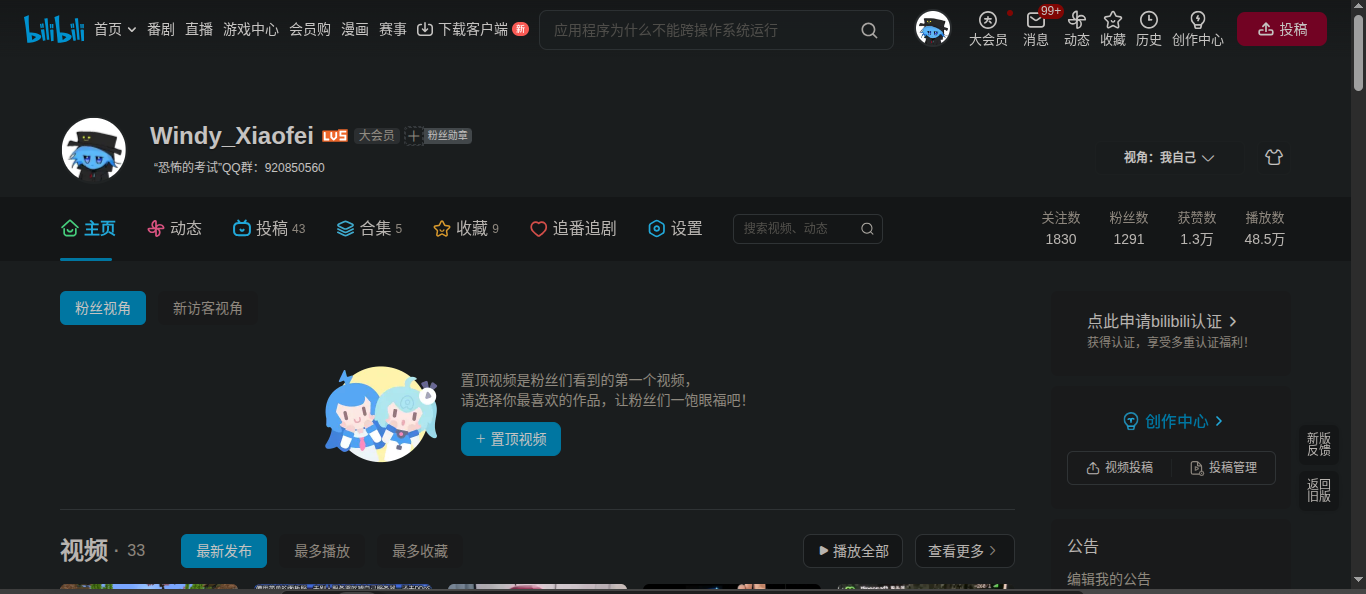 bilibili 首页 番剧 直播 游戏中心 会员购 漫画 赛事 下载客户端 新 应用程序为什么不能跨操作系统运行 大会员 99+ 消息 动态 收藏 历史 创作中心 投稿
Windy_Xiaofei LV5 大会员 粉丝勋章
“恐怖的考试”QQ群：920850560
视角：我自己
主页 动态 投稿 43 合集 5 收藏 9 追番追剧 设置 搜索视频、动态
关注数 粉丝数 获赞数 播放数
1830 1291 1.3万 48.5万
粉丝视角 新访客视角
置顶视频是粉丝们看到的第一个视频，
请选择你最喜欢的作品，让粉丝们一饱眼福吧！
+ 置顶视频
点此申请bilibili认证
获得认证，享受多重认证福利！
创作中心
视频投稿 投稿管理
新版
反馈
返回
旧版
视频 · 33 最新发布 最多播放 最多收藏 播放全部 查看更多
公告
编辑我的公告